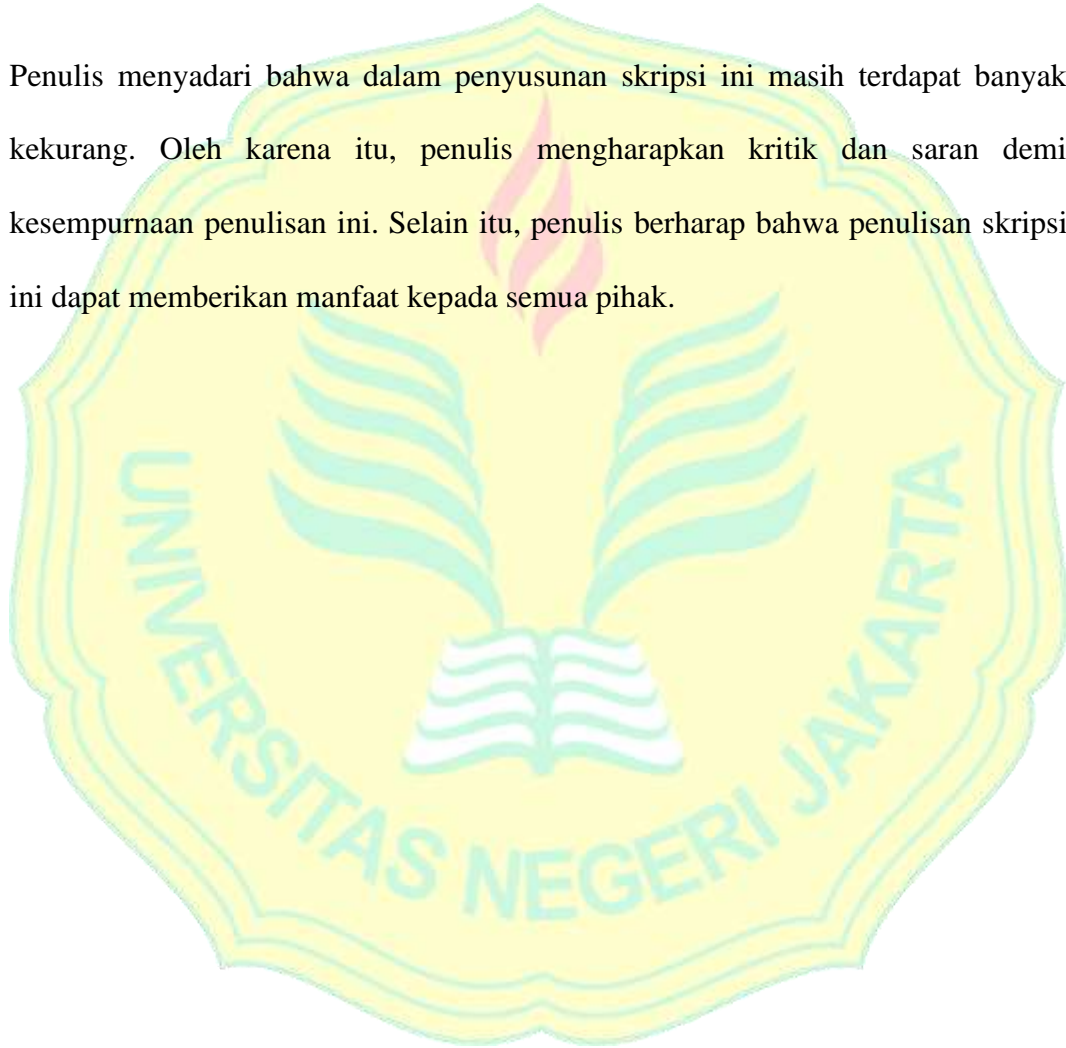 Penulis menyadari bahwa dalam penyusunan skripsi ini masih terdapat banyak
kekurang. Oleh karena itu, penulis mengharapkan kritik dan saran demi
kesempurnaan penulisan ini. Selain itu, penulis berharap bahwa penulisan skripsi
ini dapat memberikan manfaat kepada semua pihak.
UNIVERSITAS NEGERI JAKARTA